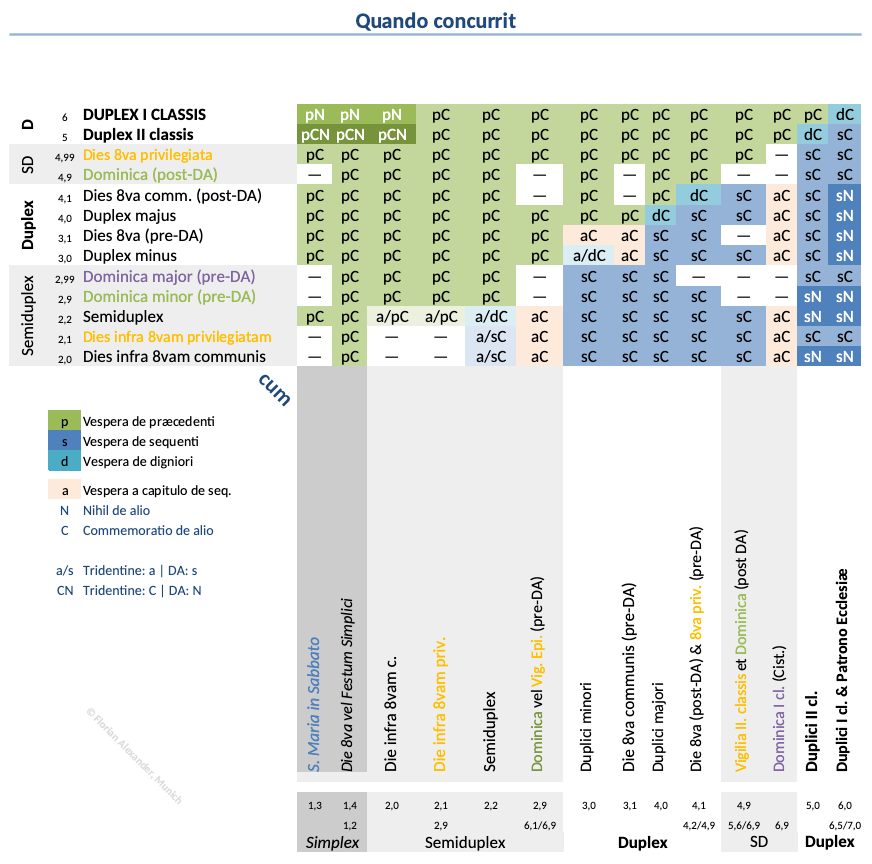 Quando concurrit
D 6 DUPLEX I CLASSIS pN pN pN pC pC pC pC pC pC pC pC pC pC dC
5 Duplex II classis pCN pCN pCN pC pC pC pC pC pC pC pC pC dC sC
SD 4,99 Dies 8va privilegiata pC pC pC pC pC pC pC pC pC pC pC — sC sC
4,9 Dominica (post-DA) — pC pC pC pC — pC — pC pC — — sC sC
Duplex 4,1 Dies 8va comm. (post-DA) pC pC pC pC pC — pC — pC dC sC aC sC sN
4,0 Duplex majus pC pC pC pC pC pC pC pC dC sC sC aC sC sN
3,1 Dies 8va (pre-DA) pC pC pC pC pC pC aC aC sC sC — aC sC sN
3,0 Duplex minus pC pC pC pC pC pC a/dC aC sC sC sC aC sC sN
Semiduplex 2,99 Dominica major (pre-DA) — pC pC pC pC — sC sC sC — — — sC sC
2,9 Dominica minor (pre-DA) — pC pC pC pC — sC sC sC sC — — sN sN
2,2 Semiduplex pC pC a/pC a/pC a/dC aC sC sC sC sC sC aC sN sN
2,1 Dies infra 8vam privilegiatam — pC — — a/sC aC sC sC sC sC sC aC sC sC
2,0 Dies infra 8vam communis — pC — — a/sC aC sC sC sC sC sC aC sN sN
cum
p Vespera de præcedenti
s Vespera de sequenti
d Vespera de digniori
a Vespera a capitulo de seq.
N Nihil de alio
C Commemoratio de alio
a/s Tridentine: a | DA: s
CN Tridentine: C | DA: N
© Florian Alexander, Munich
S. Maria in Sabbato
Die 8va vel Festum Simplici
Die infra 8vam c.
Die infra 8vam priv.
Semiduplex
Dominica vel Vig. Epi. (pre-DA)
Duplici minori
Die 8va communis (pre-DA)
Duplici majori
Die 8va (post-DA) & 8va priv. (pre-DA)
Vigilia II. classis et Dominica (post DA)
Dominica I cl. (Cist.)
Duplici II cl.
Duplici I cl. & Patrono Ecclesiæ
1,3 1,4 2,0 2,1 2,2 2,9 3,0 3,1 4,0 4,1 4,9 5,0 6,0
1,2 2,9 6,1/6,9 4,2/4,9 5,6/6,9 6,9 6,5/7,0
Simplex Semiduplex Duplex SD Duplex